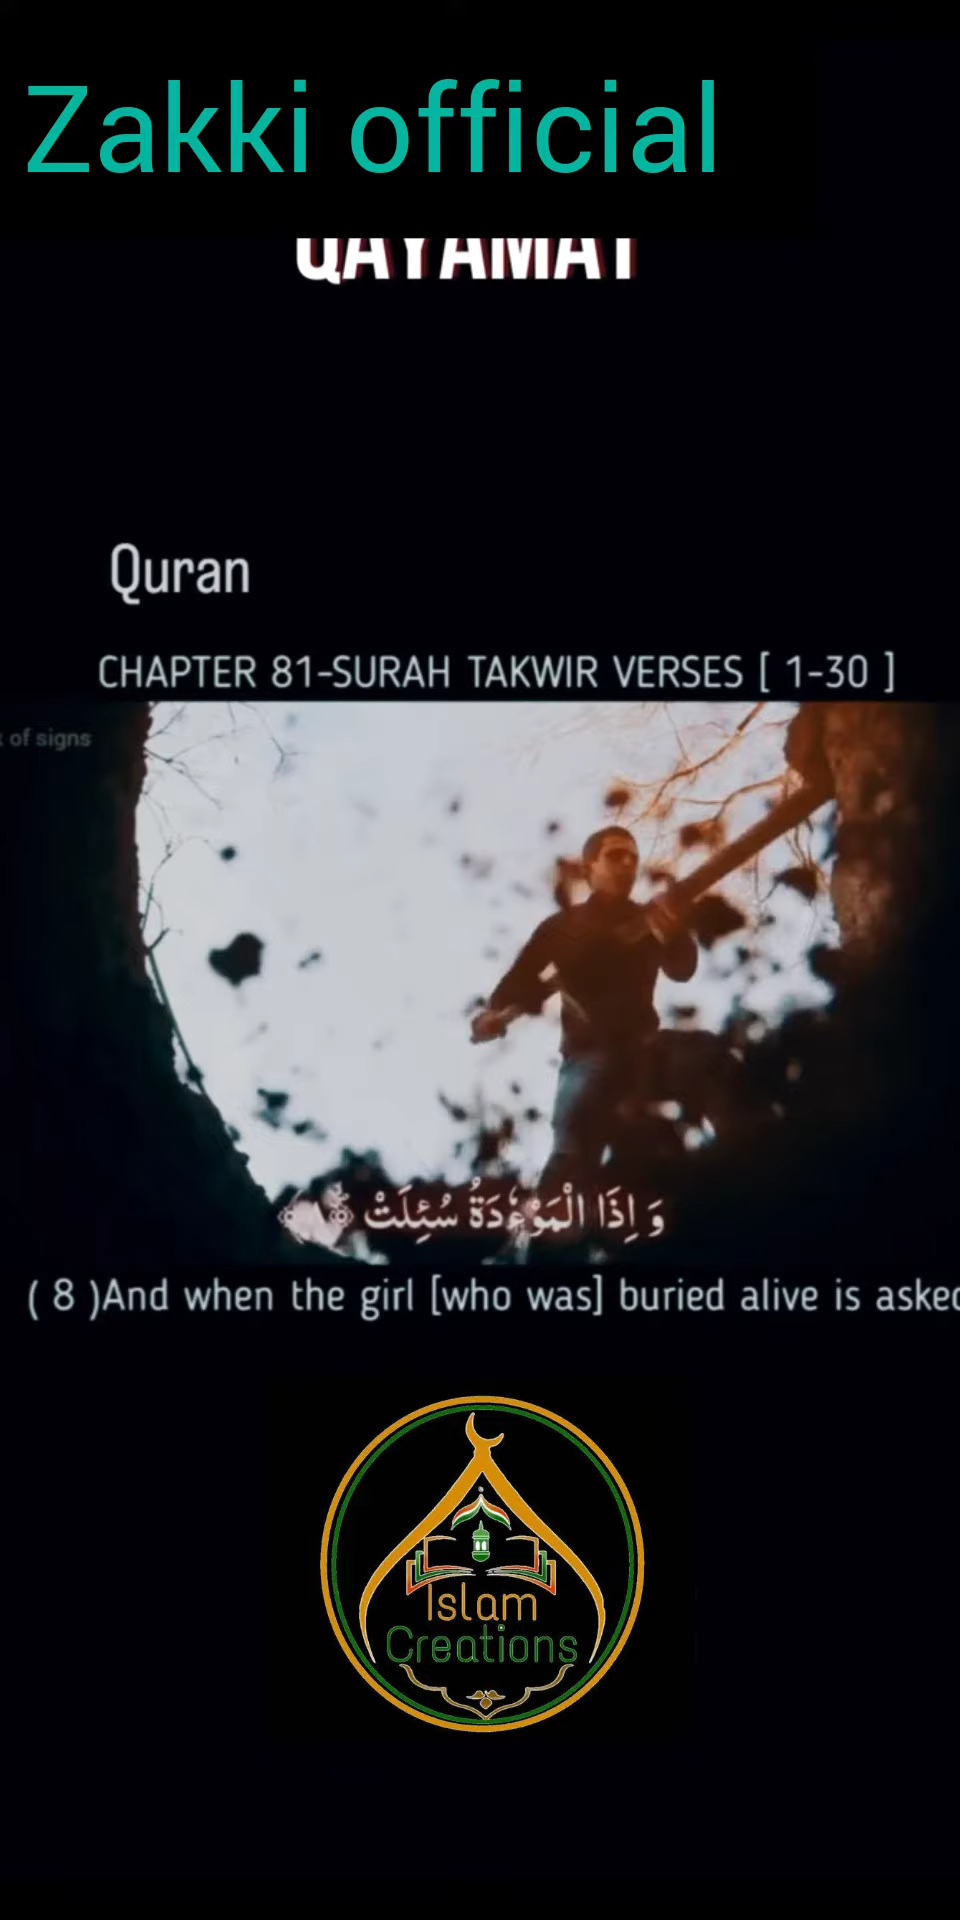 Zakki official
QAYAMAT
Quran
CHAPTER 81-SURAH TAKWIR VERSES [ 1-30 ]
of signs
وَ اِذَا الْمَوْءٗدَةُ سُئِلَتْ ﴿۸﴾
( 8 )And when the girl [who was] buried alive is asked
Islam
Creations